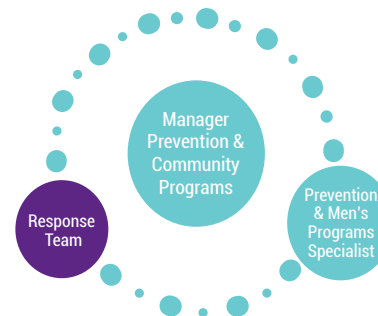 Manager
Prevention &
Community
Programs
Response
Team
Prevention
& Men's
Programs
Specialist